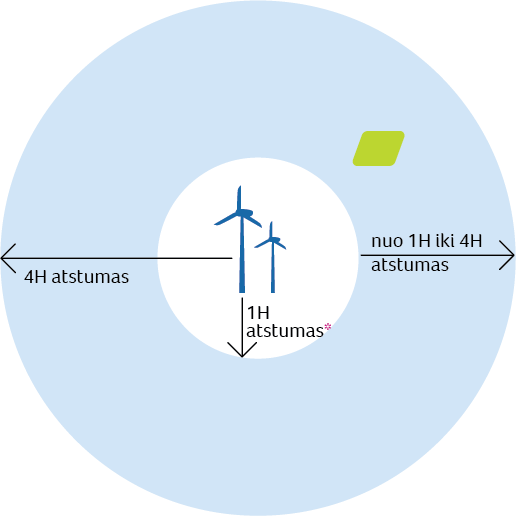 nuo 1H iki 4H
atstumas
4H atstumas
1H
atstumas*